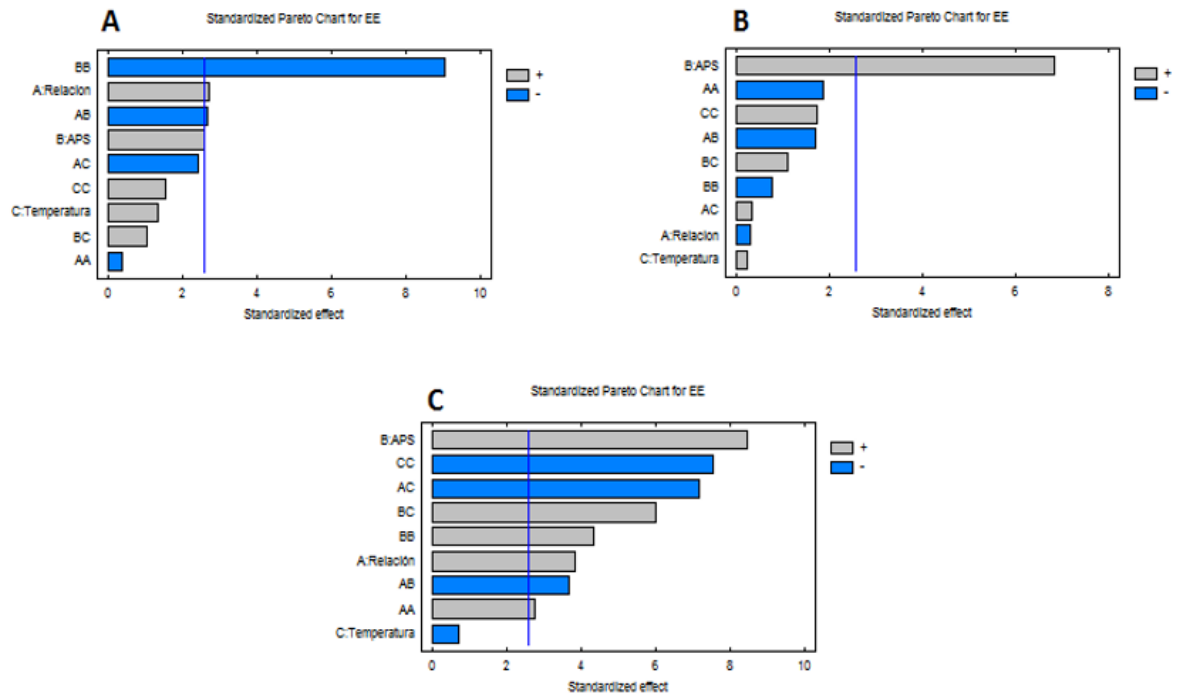 A
Standardized Pareto Chart for EE
BB
A:Relacion
AB
B:APS
AC
CC
C:Temperatura
BC
AA
+
-
0 2 4 6 8 10
Standardized effect
B
Standardized Pareto Chart for EE
B:APS
AA
CC
AB
BC
BB
AC
A:Relacion
C:Temperatura
+
-
0 2 4 6 8
Standardized effect
C
Standardized Pareto Chart for EE
B:APS
CC
AC
BC
BB
A:Relación
AB
AA
C:Temperatura
+
-
0 2 4 6 8 10
Standardized effect